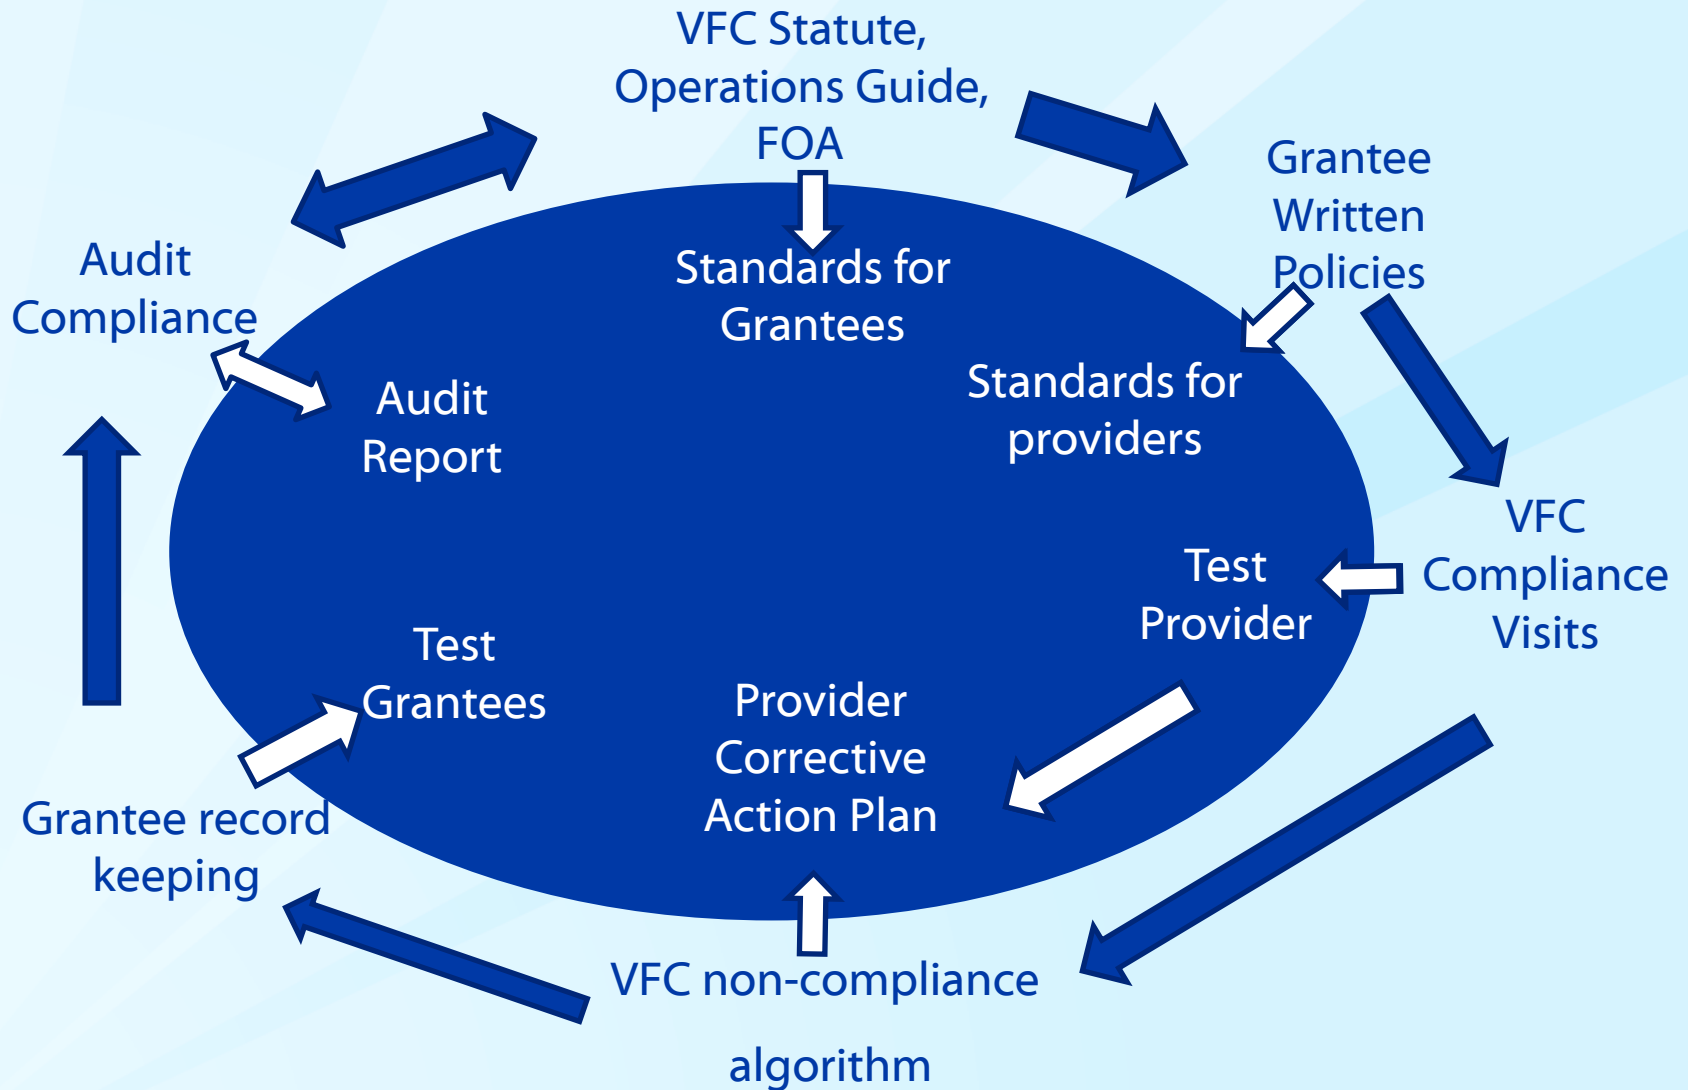 VFC Statute,
Operations Guide,
FOA
Grantee
Written
Policies
Audit
Compliance
Standards for
Grantees
Standards for
providers
Audit
Report
VFC
Compliance
Visits
Test
Provider
Test
Grantees
Provider
Corrective
Action Plan
Grantee record
keeping
VFC non-compliance
algorithm